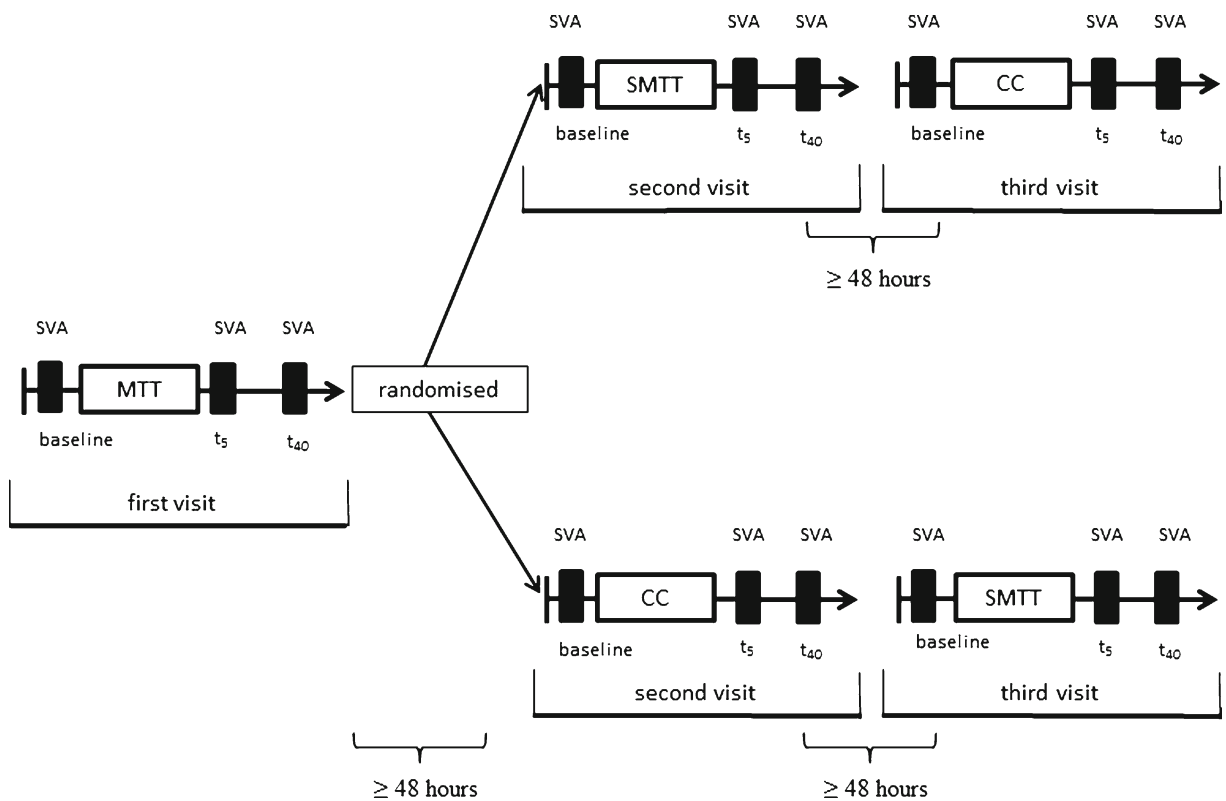 SVA SVA SVA
SMTT
baseline t5 t40
second visit
SVA SVA SVA
CC
baseline t5 t40
third visit
≥ 48 hours
SVA SVA SVA
MTT
baseline t5 t40
first visit
randomised
SVA SVA SVA
CC
baseline t5 t40
second visit
SVA SVA SVA
SMTT
baseline t5 t40
third visit
≥ 48 hours
≥ 48 hours